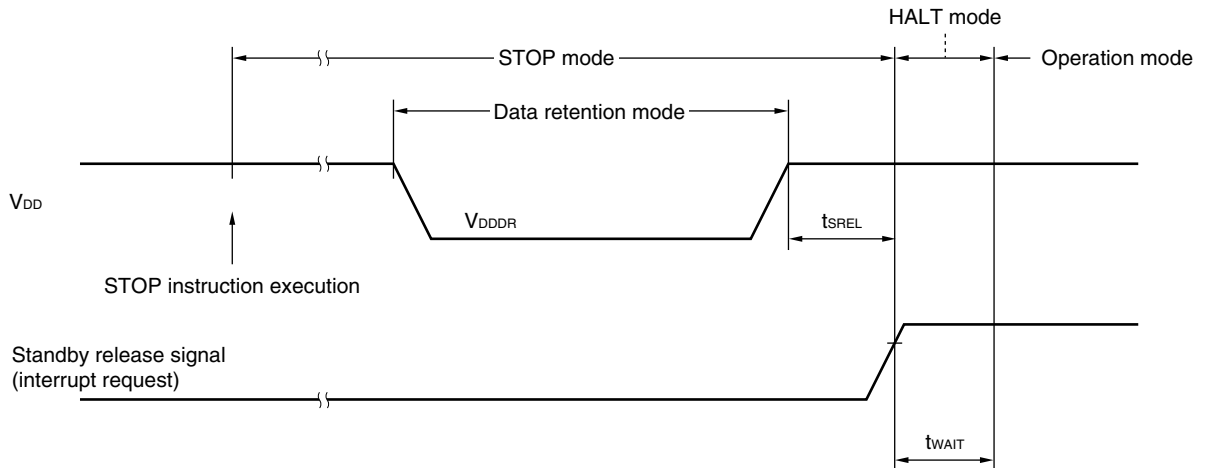 HALT mode
STOP mode
Operation mode
Data retention mode
VDD
VDDDR
tSREL
STOP instruction execution
Standby release signal
(interrupt request)
tWAIT